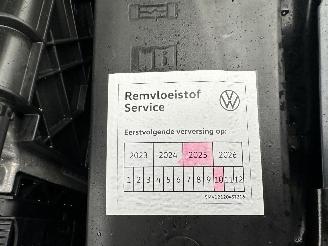 Remvloeistof
Service
Eerstvolgende verversing op:
2023 2024 2025 2026
1 2 3 4 5 6 7 8 9 10 11 12